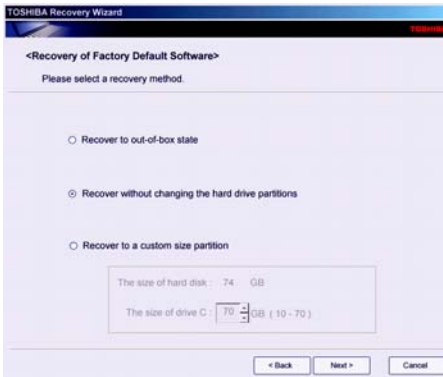 TOSHIBA Recovery Wizard
TOSHIBA
<Recovery of Factory Default Software>
Please select a recovery method.
Recover to out-of-box state
Recover without changing the hard drive partitions
Recover to a custom size partition
The size of hard disk : 74 GB
The size of drive C : 70 GB ( 10 - 70 )
< Back Next > Cancel